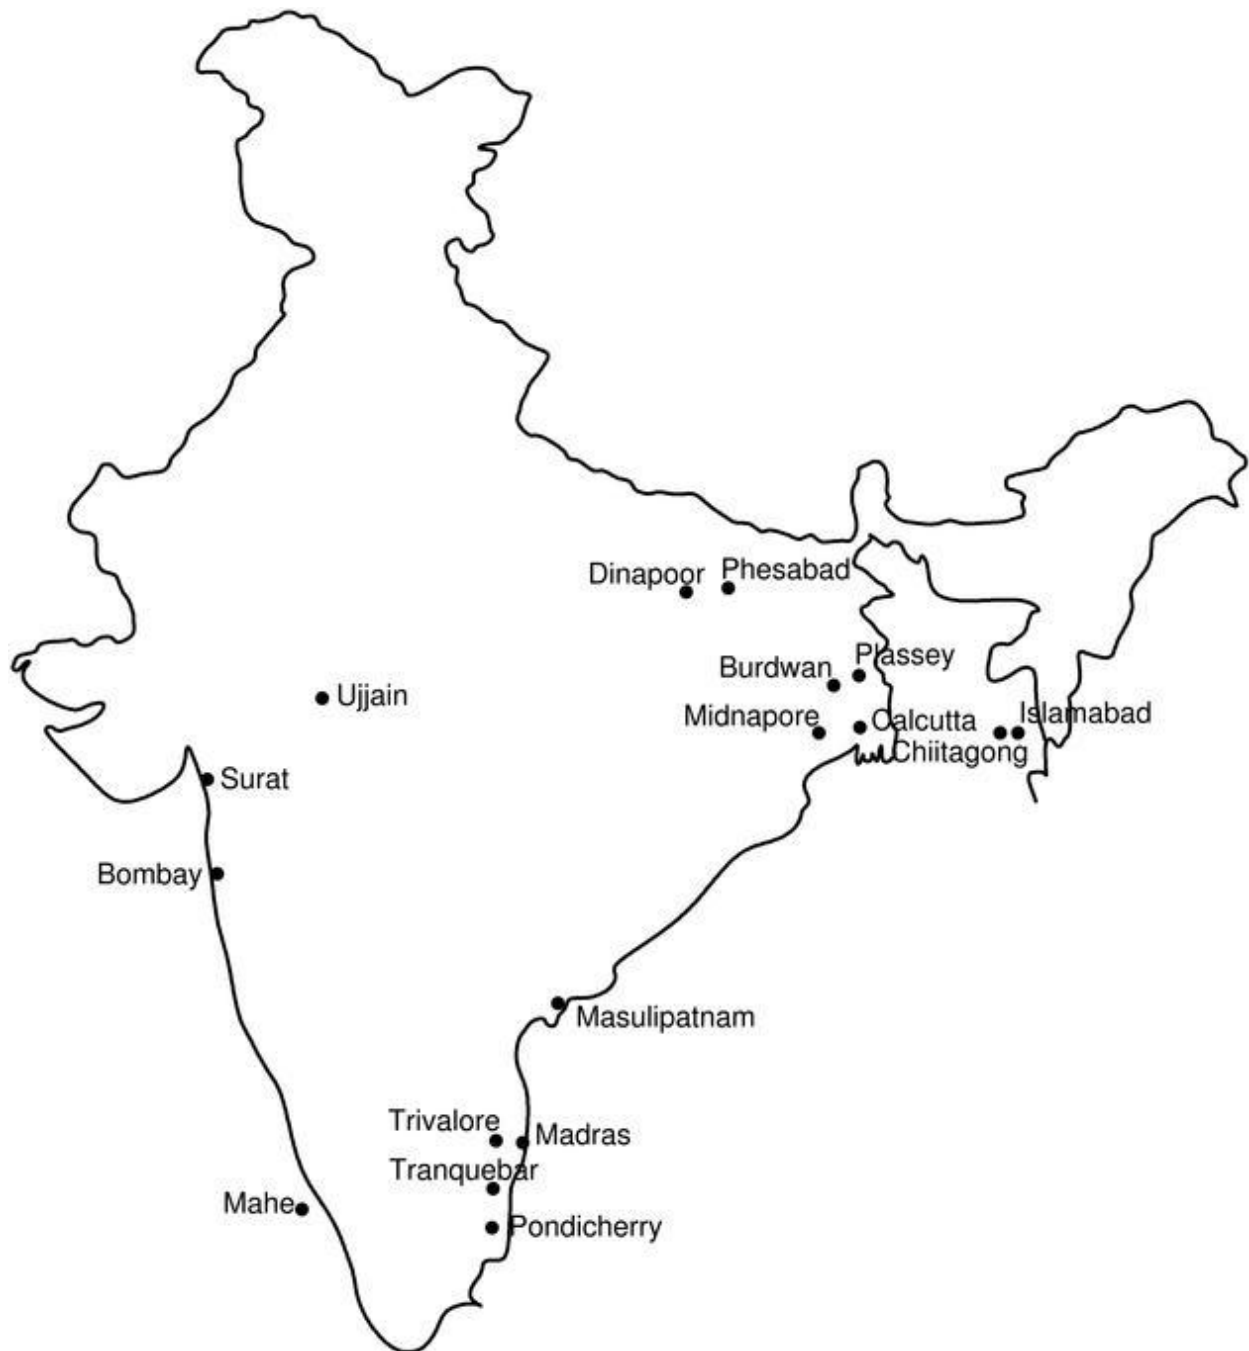 Dinapoor
Phesabad
Plassey
Burdwan
Ujjain
Midnapore
Calcutta
Islamabad
Chiitagong
Surat
Bombay
Masulipatnam
Trivalore
Madras
Tranquebar
Mahe
Pondicherry